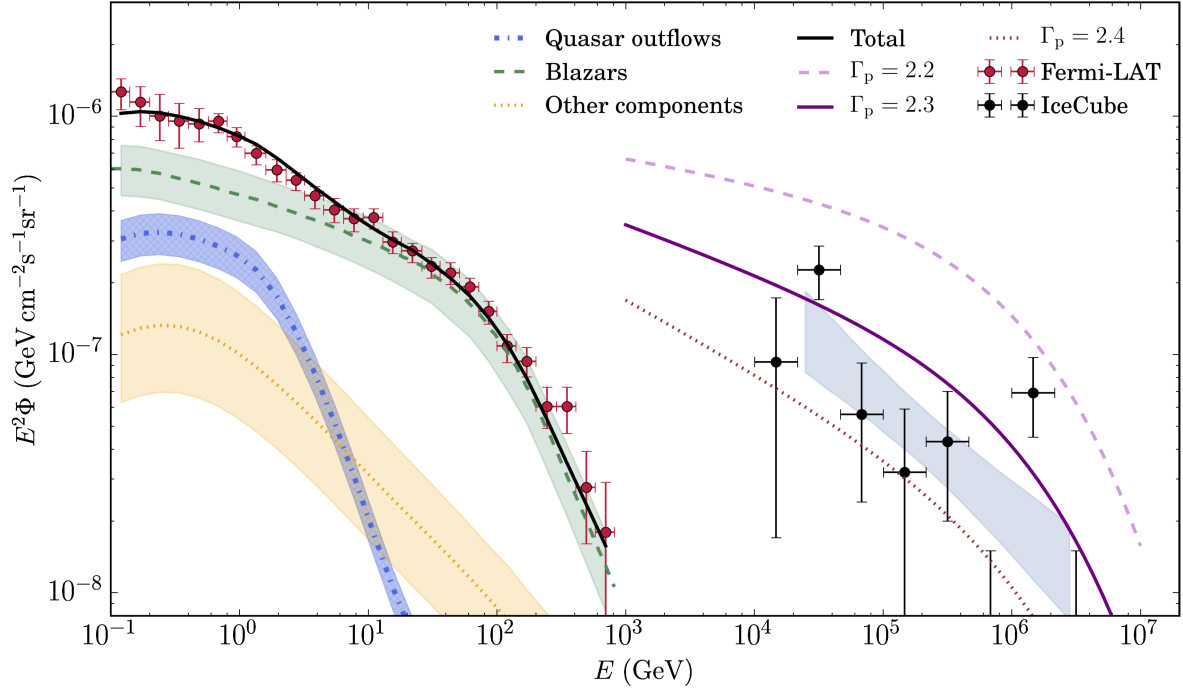 Quasar outflows
Blazars
Other components
Total
Γp = 2.2
Γp = 2.3
Γp = 2.4
Fermi-LAT
IceCube
E²Φ (GeV cm⁻²s⁻¹sr⁻¹)
10⁻⁶
10⁻⁷
10⁻⁸
10⁻¹ 10⁰ 10¹ 10² 10³ 10⁴ 10⁵ 10⁶ 10⁷
E (GeV)